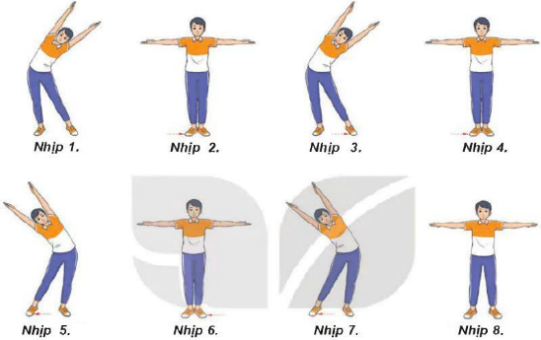 Nhịp 1. Nhịp 2. Nhịp 3. Nhịp 4.
Nhịp 5. Nhịp 6. Nhịp 7. Nhịp 8.